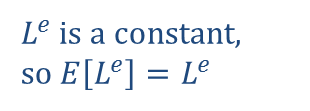 Lᵉ is a constant,
so E[Lᵉ] = Lᵉ